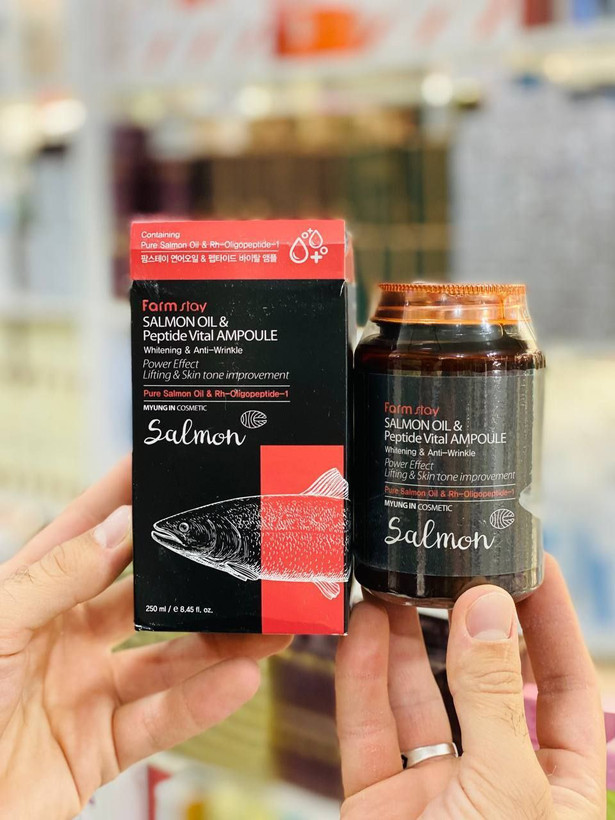 Containing
Pure Salmon Oil & Rh-Oligopeptide-1
팜스테이 연어오일 & 펩타이드 바이탈 앰플
Farm stay
SALMON OIL &
Peptide Vital AMPOULE
Whitening & Anti-Wrinkle
Power Effect
Lifting & Skin tone improvement
Pure Salmon Oil & Rh-Oligopeptide-1
MYUNG IN COSMETIC
Salmon
250 ml / ℮ 8.45 fl. oz.
Farm stay
SALMON OIL &
Peptide Vital AMPOULE
Whitening & Anti-Wrinkle
Power Effect
Lifting & Skin tone improvement
Pure Salmon Oil & Rh-Oligopeptide-1
MYUNG IN COSMETIC
Salmon